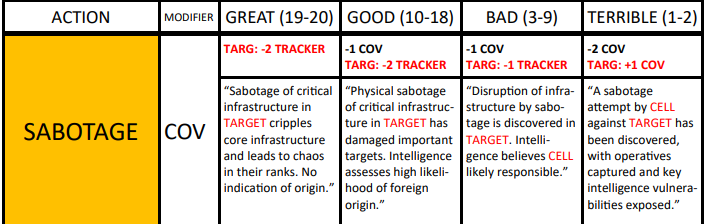 ACTION MODIFIER GREAT (19-20) GOOD (10-18) BAD (3-9) TERRIBLE (1-2)
SABOTAGE
COV
TARG: -2 TRACKER
“Sabotage of critical
infrastructure in
TARGET cripples
core infrastructure
and leads to chaos
in their ranks. No
indication of origin.”
-1 COV
TARG: -2 TRACKER
“Physical sabotage
of critical infrastruc-
ture in TARGET has
damaged important
targets. Intelligence
assesses high likeli-
hood of foreign
origin.”
-1 COV
TARG: -1 TRACKER
“Disruption of infra-
structure by sabo-
tage is discovered in
TARGET. Intelli-
gence believes CELL
likely responsible.”
-2 COV
TARG: +1 COV
“A sabotage
attempt by CELL
against TARGET has
been discovered,
with operatives
captured and key
intelligence vulnera-
bilities exposed.”